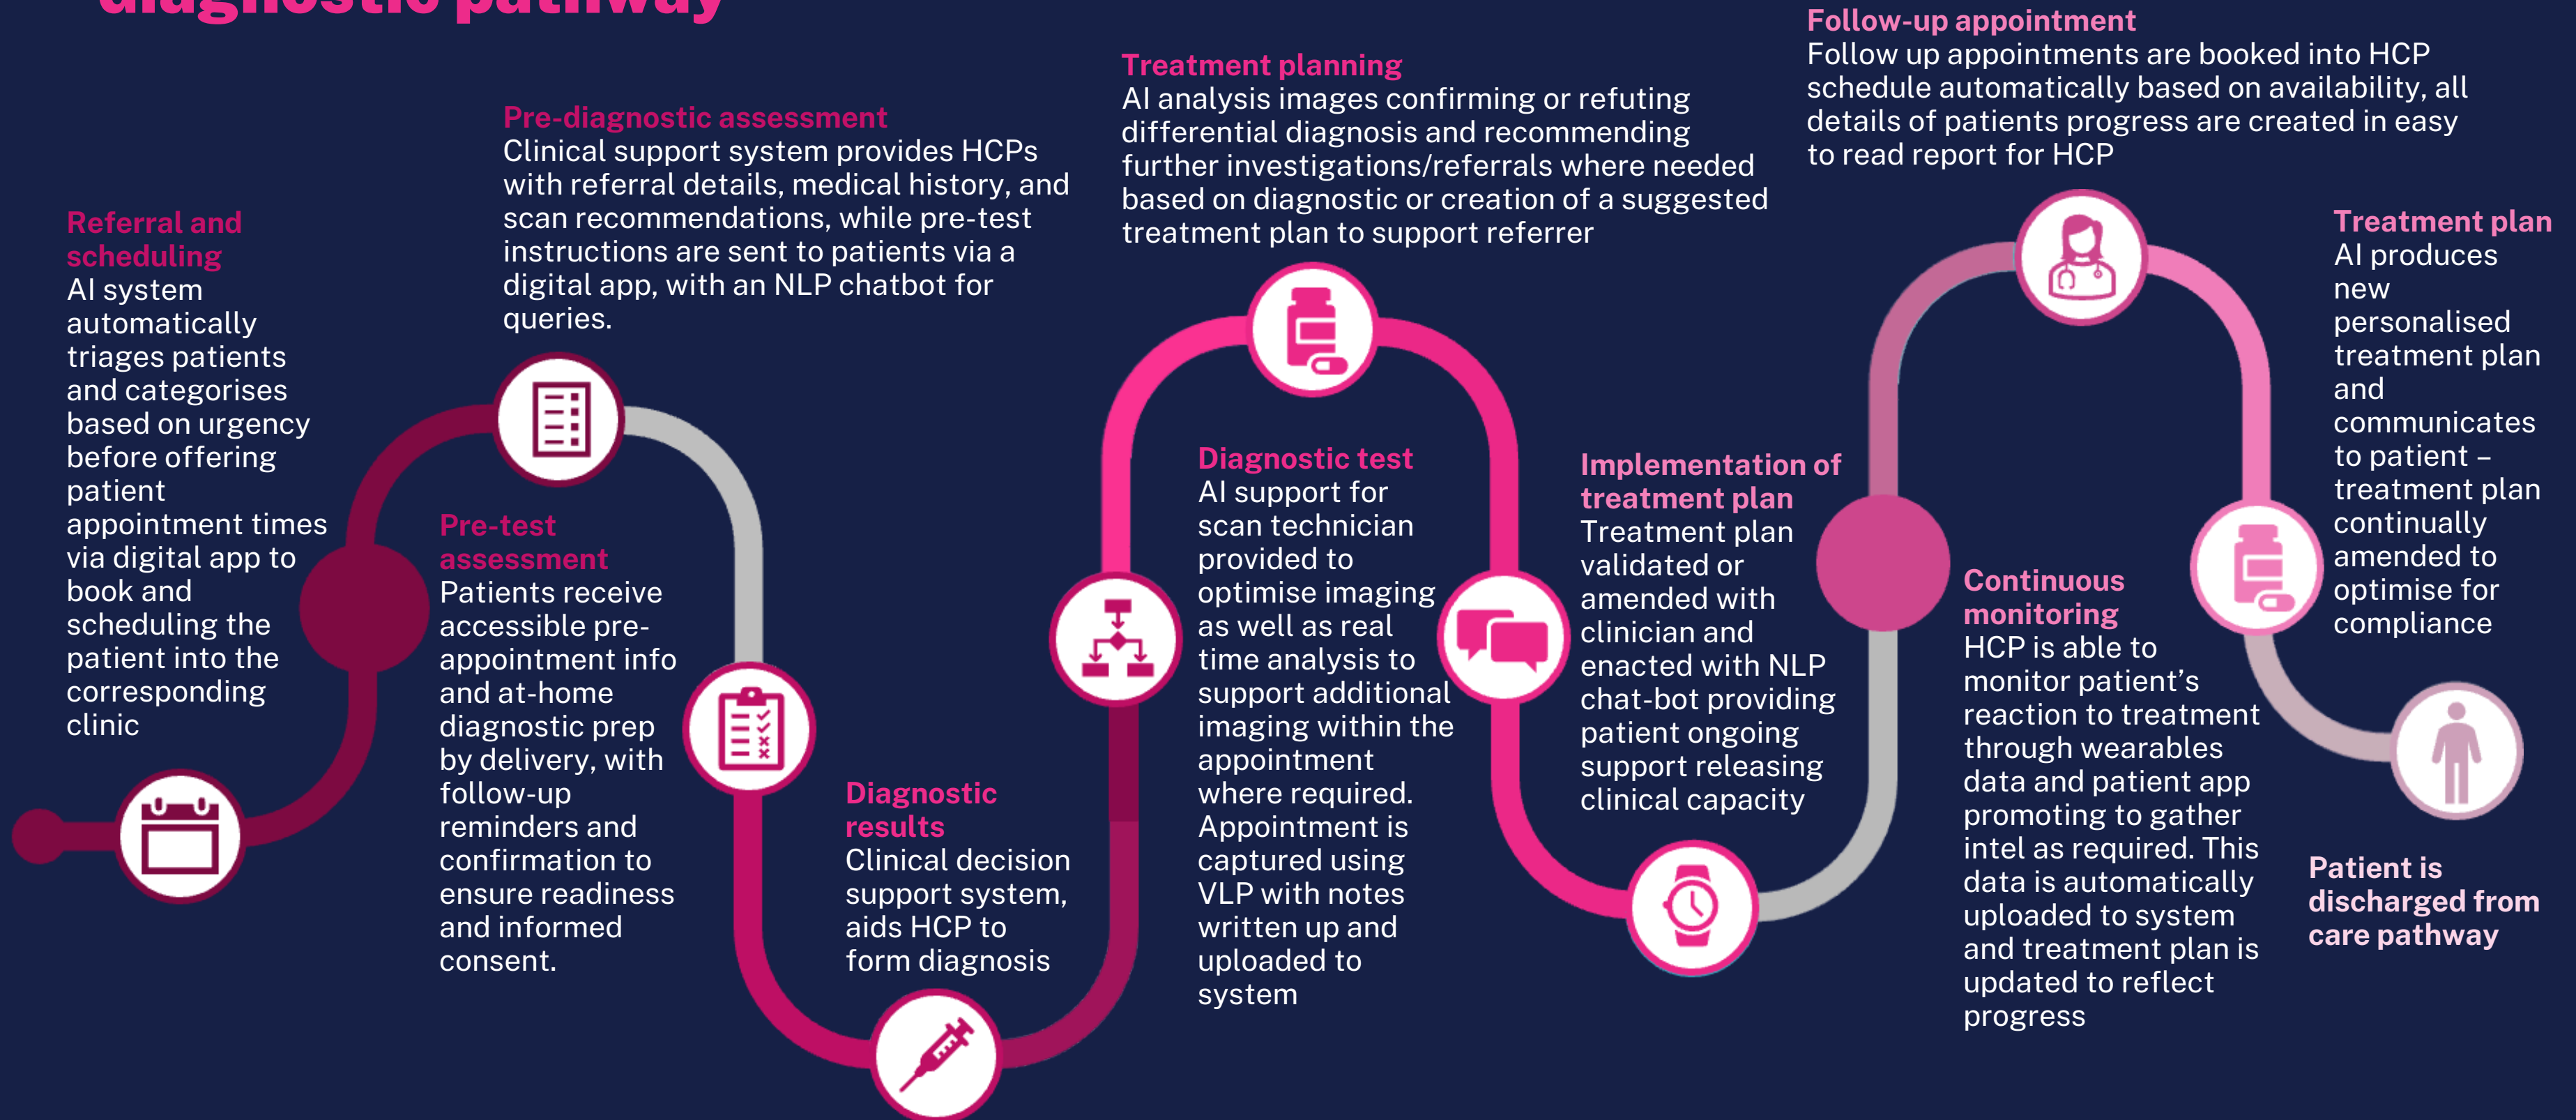 diagnostic pathway
Referral and
scheduling
AI system
automatically
triages patients
and categorises
based on urgency
before offering
patient
appointment times
via digital app to
book and
scheduling the
patient into the
corresponding
clinic
Pre-diagnostic assessment
Clinical support system provides HCPs
with referral details, medical history, and
scan recommendations, while pre-test
instructions are sent to patients via a
digital app, with an NLP chatbot for
queries.
Pre-test
assessment
Patients receive
accessible pre-
appointment info
and at-home
diagnostic prep
by delivery, with
follow-up
reminders and
confirmation to
ensure readiness
and informed
consent.
Diagnostic
results
Clinical decision
support system,
aids HCP to
form diagnosis
Treatment planning
AI analysis images confirming or refuting
differential diagnosis and recommending
further investigations/referrals where needed
based on diagnostic or creation of a suggested
treatment plan to support referrer
Diagnostic test
AI support for
scan technician
provided to
optimise imaging
as well as real
time analysis to
support additional
imaging within the
appointment
where required.
Appointment is
captured using
VLP with notes
written up and
uploaded to
system
Implementation of
treatment plan
Treatment plan
validated or
amended with
clinician and
enacted with NLP
chat-bot providing
patient ongoing
support releasing
clinical capacity
Follow-up appointment
Follow up appointments are booked into HCP
schedule automatically based on availability, all
details of patients progress are created in easy
to read report for HCP
Continuous
monitoring
HCP is able to
monitor patient’s
reaction to treatment
through wearables
data and patient app
promoting to gather
intel as required. This
data is automatically
uploaded to system
and treatment plan is
updated to reflect
progress
Treatment plan
AI produces
new
personalised
treatment plan
and
communicates
to patient –
treatment plan
continually
amended to
optimise for
compliance
Patient is
discharged from
care pathway